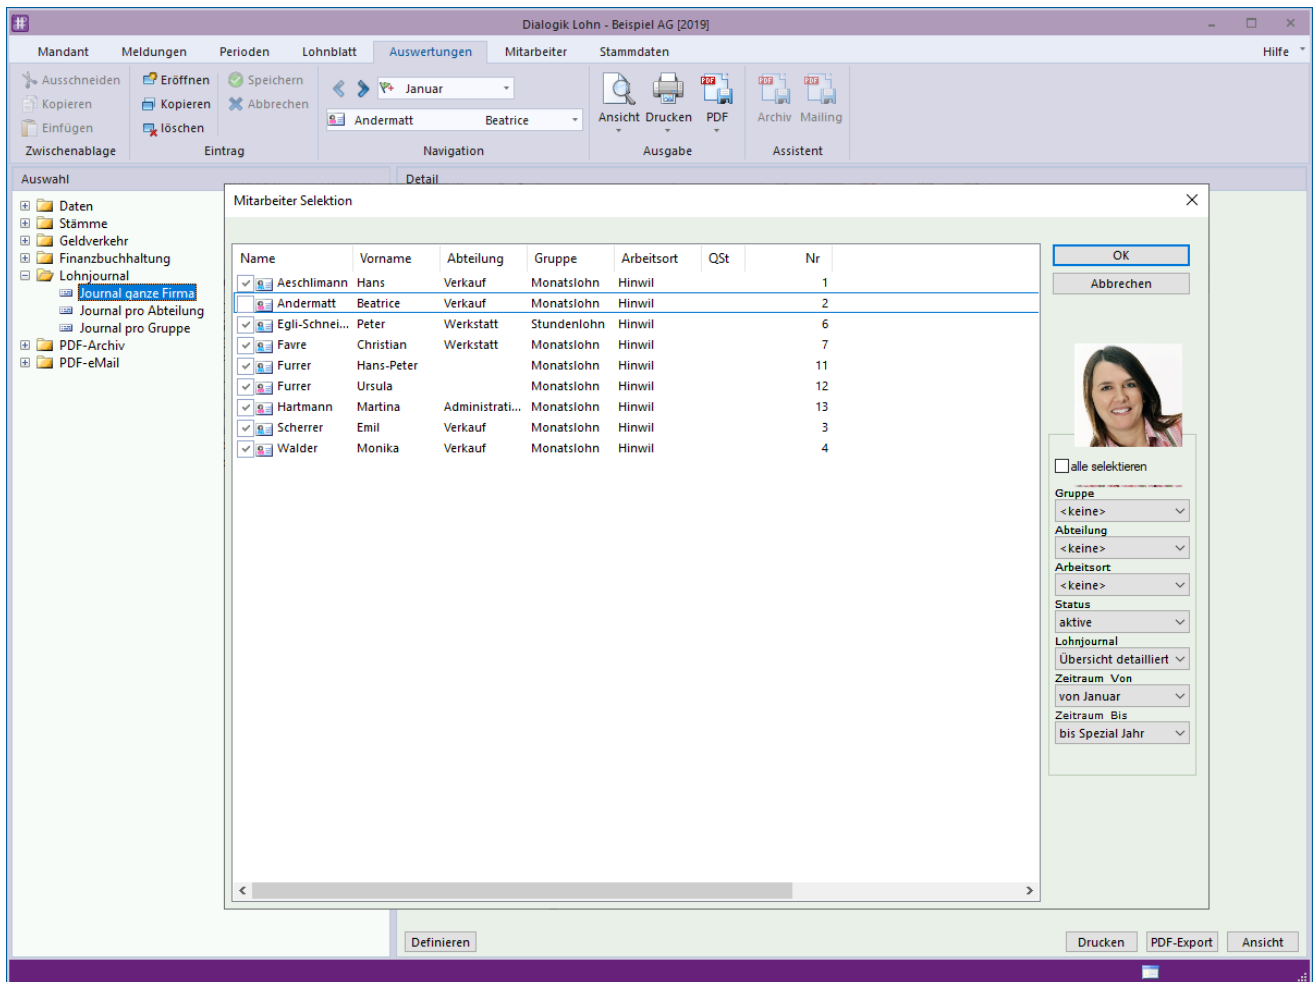 Dialogik Lohn - Beispiel AG [2019]
Mandant Meldungen Perioden Lohnblatt Auswertungen Mitarbeiter Stammdaten Hilfe
Ausschneiden Eröffnen Speichern
Kopieren Kopieren Abbrechen
Einfügen löschen
Januar
Andermatt Beatrice
Ansicht Drucken PDF Archiv Mailing
Zwischenablage Eintrag Navigation Ausgabe Assistent
Auswahl
Daten
Stämme
Geldverkehr
Finanzbuchhaltung
Lohnjournal
Journal ganze Firma
Journal pro Abteilung
Journal pro Gruppe
PDF-Archiv
PDF-eMail
Detail
Mitarbeiter Selektion
Name Vorname Abteilung Gruppe Arbeitsort QSt Nr
Aeschlimann Hans Verkauf Monatslohn Hinwil 1
Andermatt Beatrice Verkauf Monatslohn Hinwil 2
Egli-Schnei... Peter Werkstatt Stundenlohn Hinwil 6
Favre Christian Werkstatt Monatslohn Hinwil 7
Furrer Hans-Peter Monatslohn Hinwil 11
Furrer Ursula Monatslohn Hinwil 12
Hartmann Martina Administrati... Monatslohn Hinwil 13
Scherrer Emil Verkauf Monatslohn Hinwil 3
Walder Monika Verkauf Monatslohn Hinwil 4
OK
Abbrechen
alle selektieren
Gruppe
<keine>
Abteilung
<keine>
Arbeitsort
<keine>
Status
aktive
Lohnjournal
Übersicht detailliert
Zeitraum Von
von Januar
Zeitraum Bis
bis Spezial Jahr
Definieren Drucken PDF-Export Ansicht